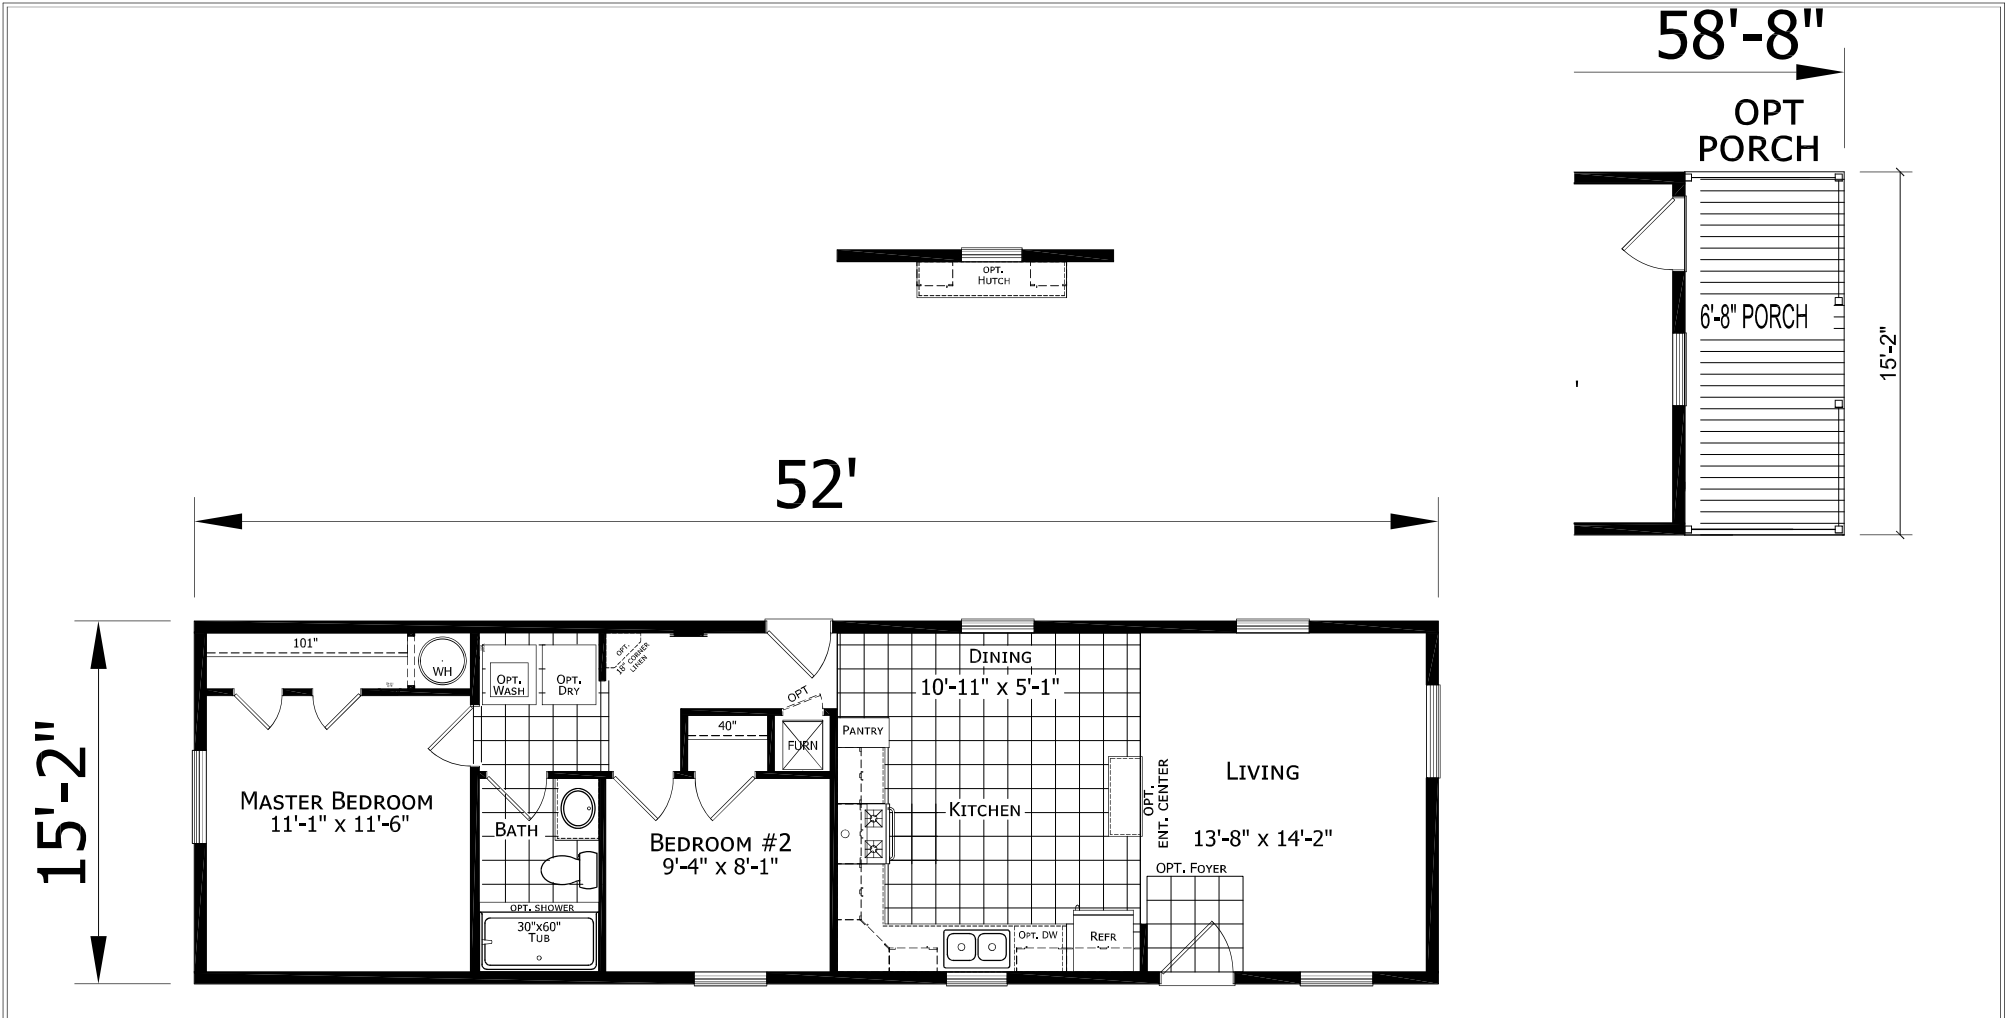 58'-8"
OPT
PORCH
OPT.
HUTCH
6'-8" PORCH
15'-2"
52'
15'-2"
101"
WH
OPT.
WASH
OPT.
DRY
OPT.
16" CORNER
LINEN
OPT
40"
FURN
DINING
10'-11" x 5'-1"
PANTRY
MASTER BEDROOM
11'-1" x 11'-6"
BATH
BEDROOM #2
9'-4" x 8'-1"
KITCHEN
OPT.
ENT. CENTER
LIVING
13'-8" x 14'-2"
OPT. FOYER
OPT. SHOWER
30"x60"
TUB
OPT. DW
REFR